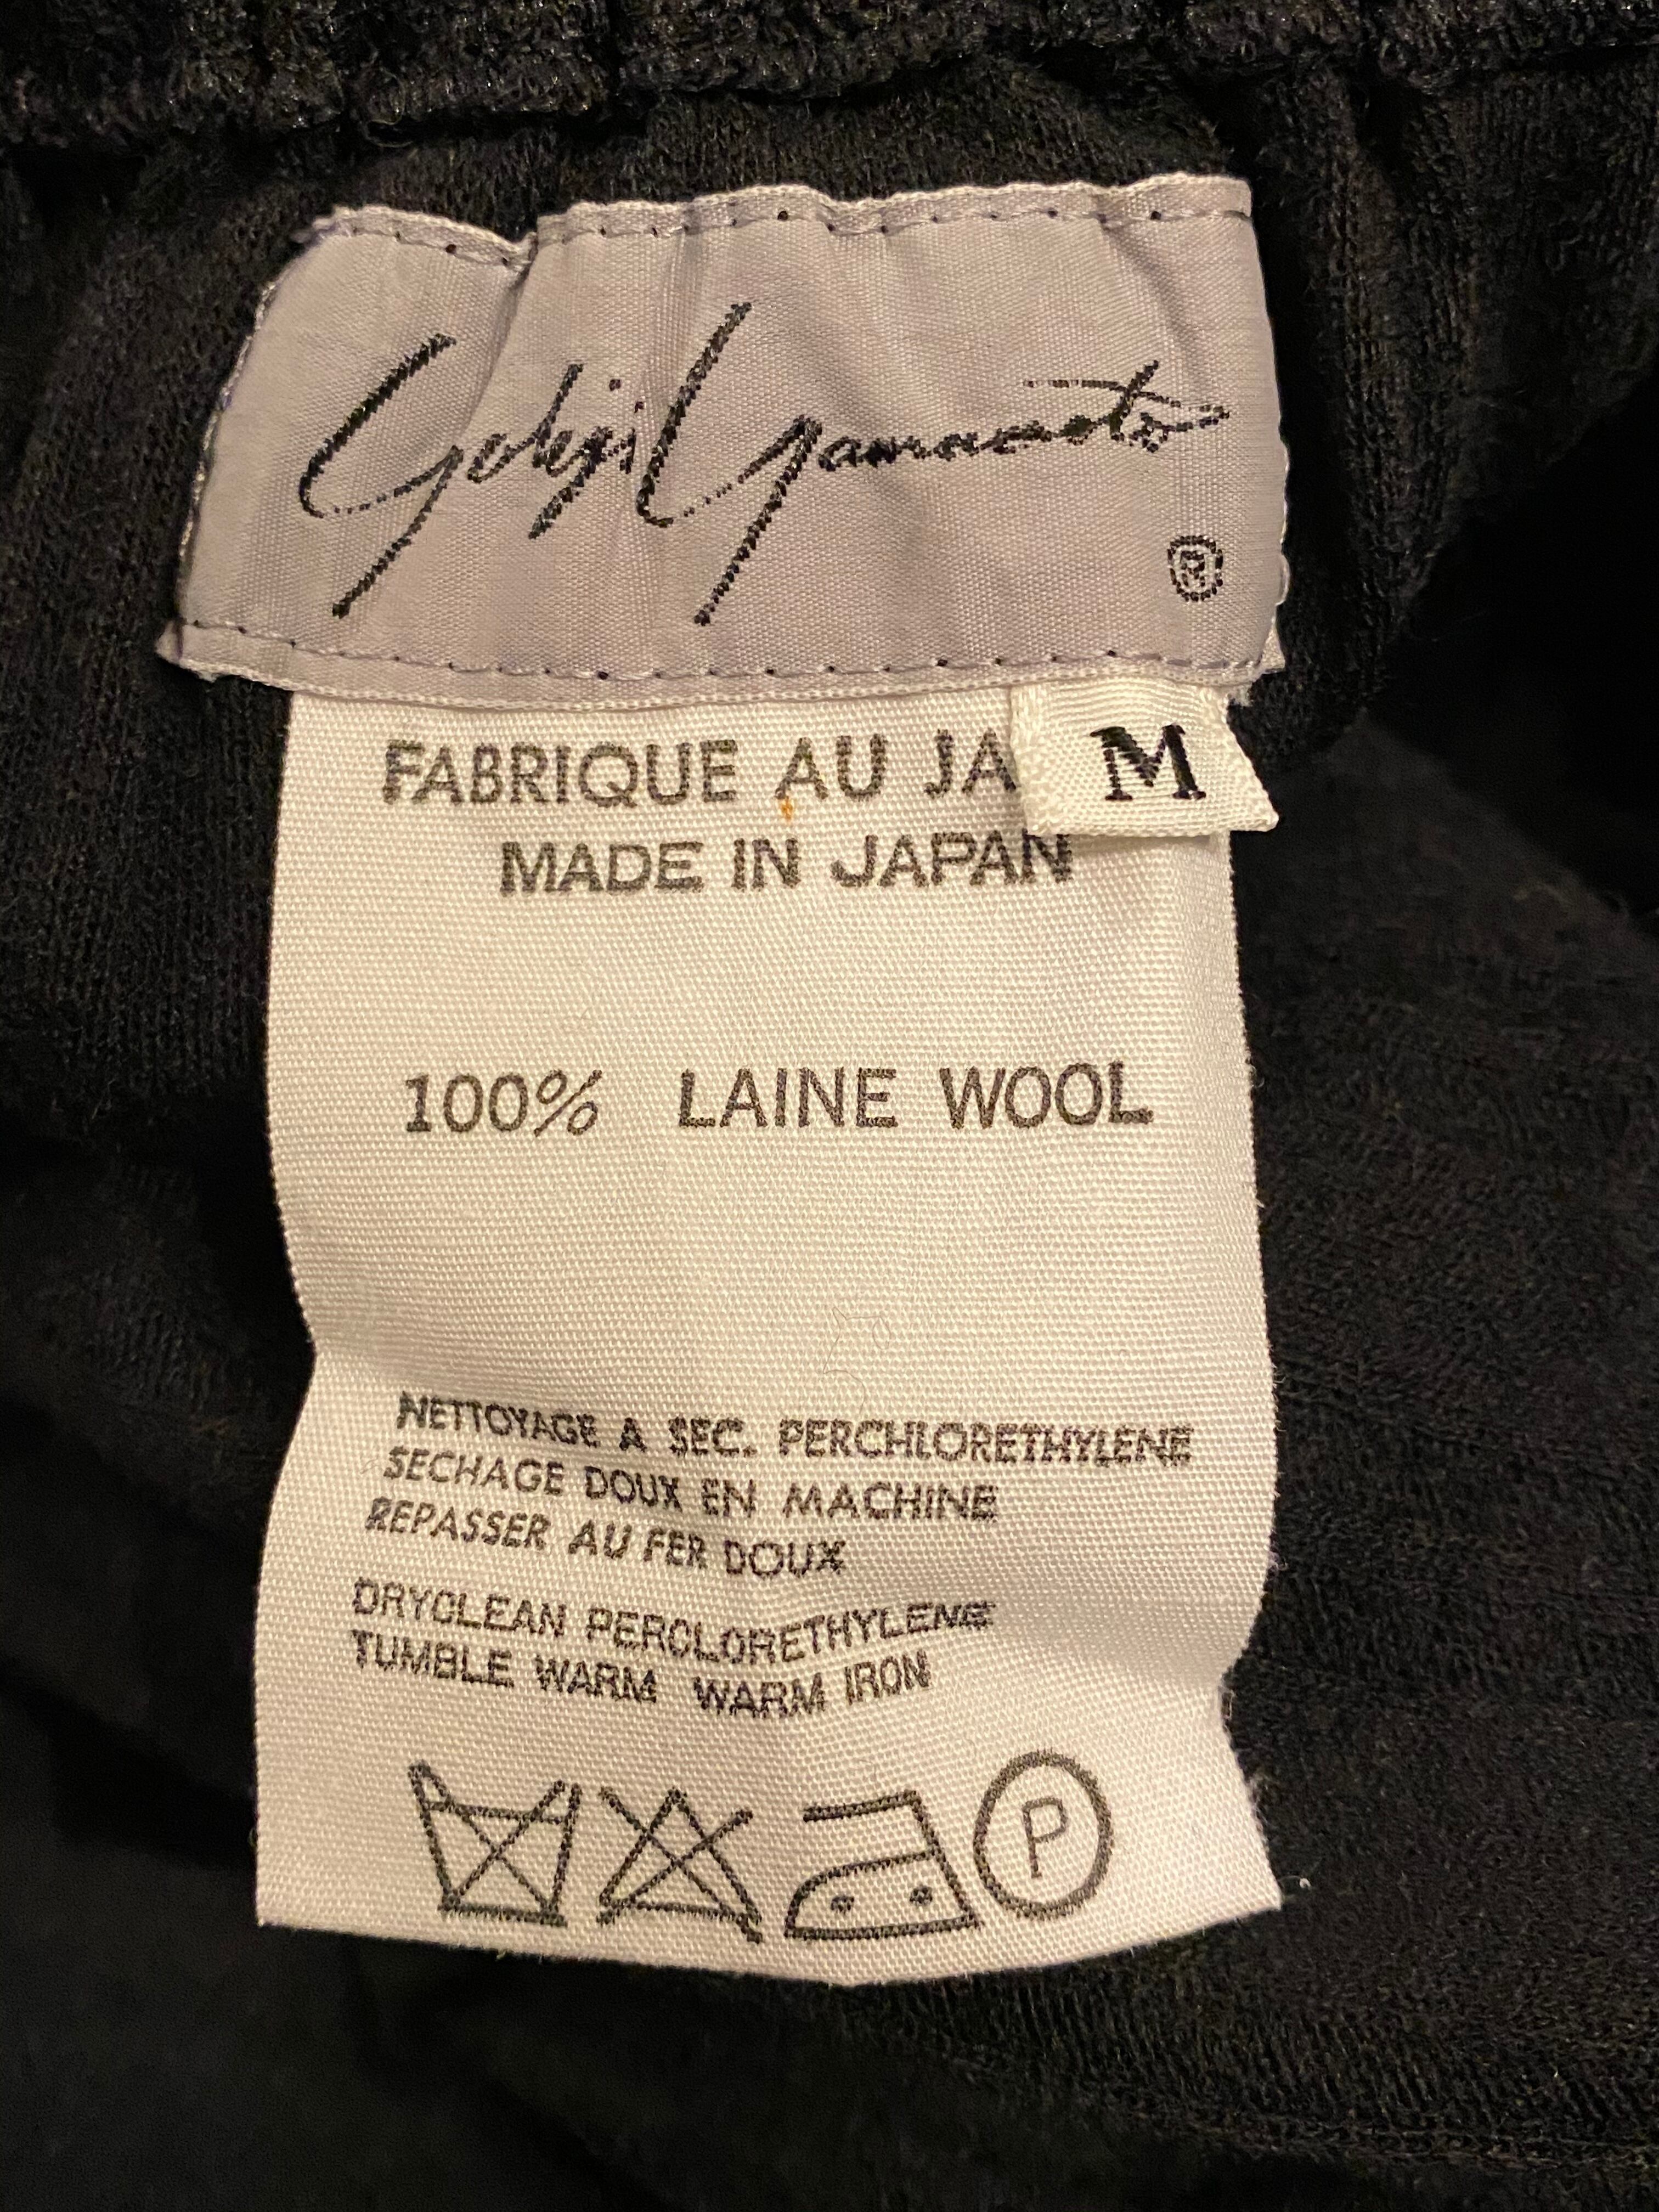 Yohji Yamamoto
®
M
FABRIQUE AU JA
MADE IN JAPAN
100% LAINE WOOL
NETTOYAGE A SEC. PERCHLORETHYLENE
SECHAGE DOUX EN MACHINE
REPASSER AU FER DOUX
DRYCLEAN PERCLORETHYLENE
TUMBLE WARM WARM IRON
P